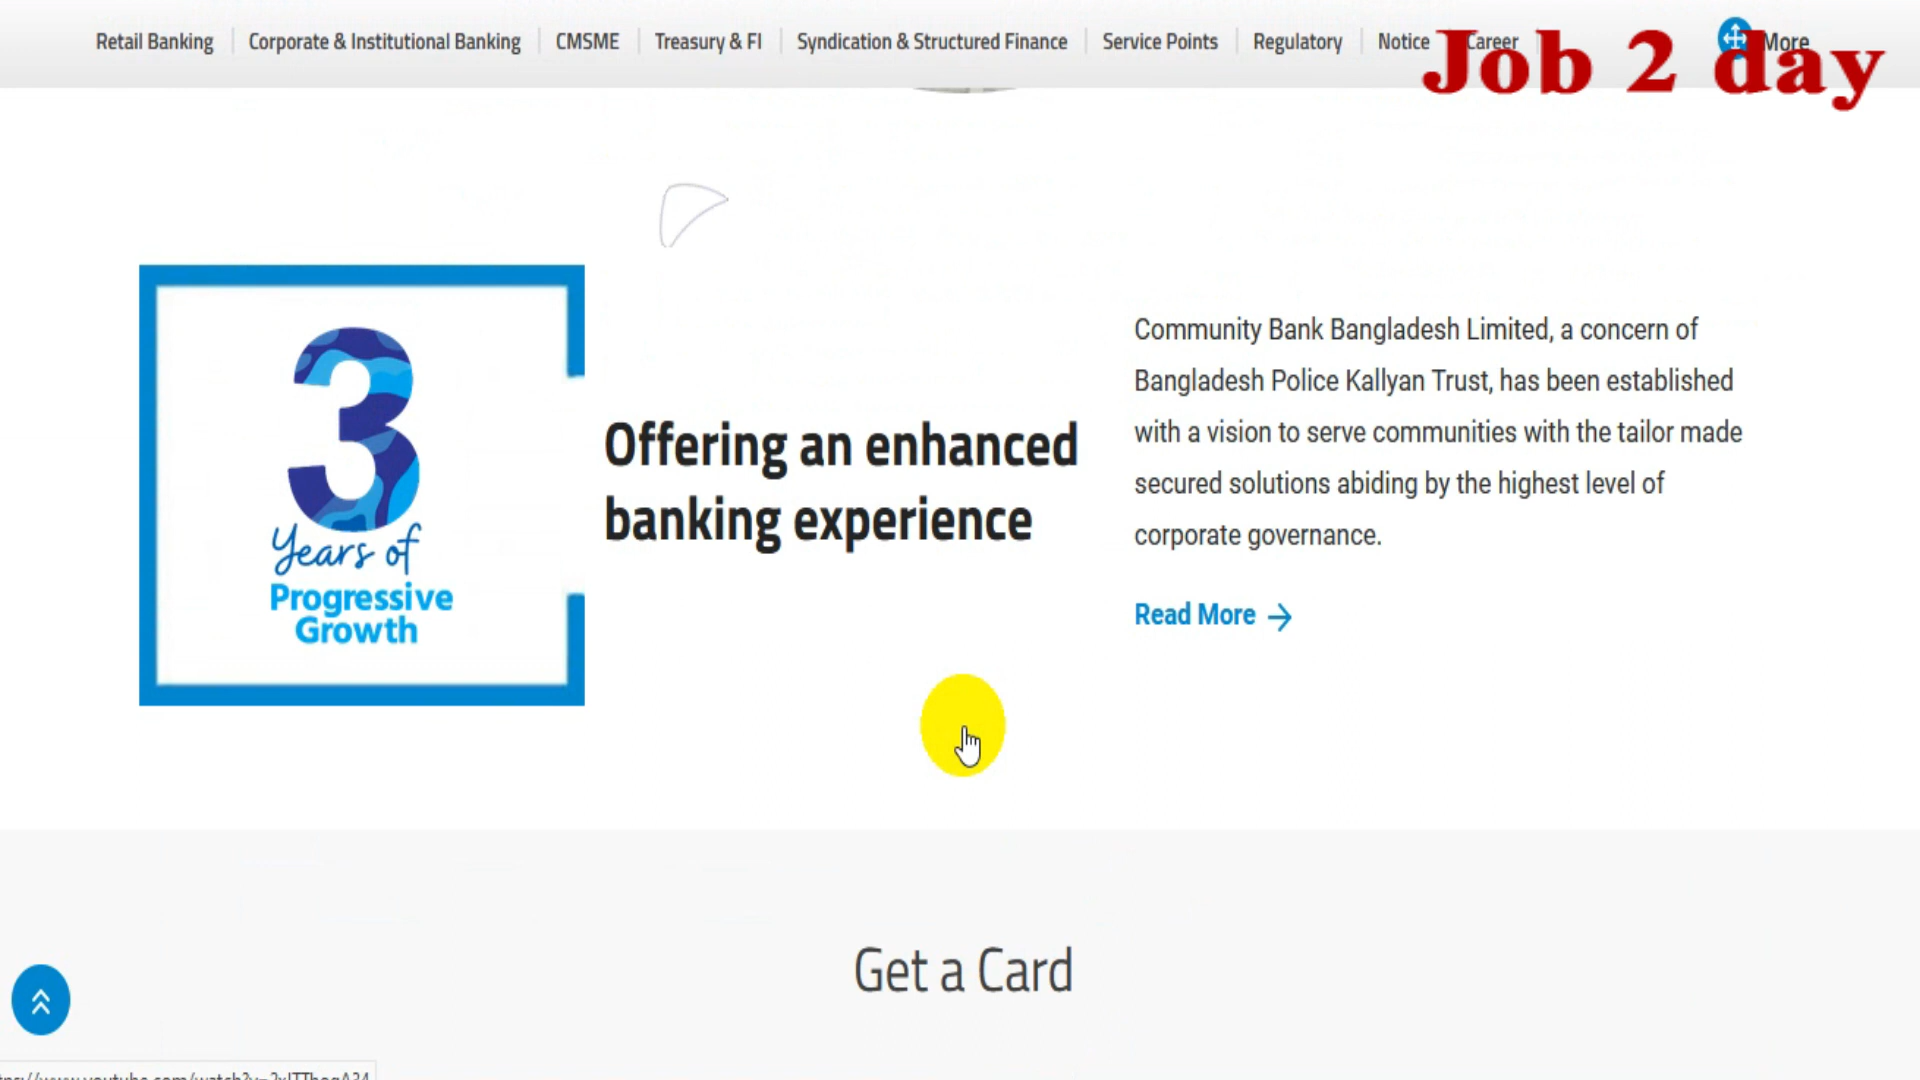 Retail Banking
Corporate & Institutional Banking
CMSME
Treasury & FI
Syndication & Structured Finance
Service Points
Regulatory
Notice
Career
More
Job 2 day
3
Years of
Progressive
Growth
Offering an enhanced
banking experience
Community Bank Bangladesh Limited, a concern of
Bangladesh Police Kallyan Trust, has been established
with a vision to serve communities with the tailor made
secured solutions abiding by the highest level of
corporate governance.
Read More
Get a Card